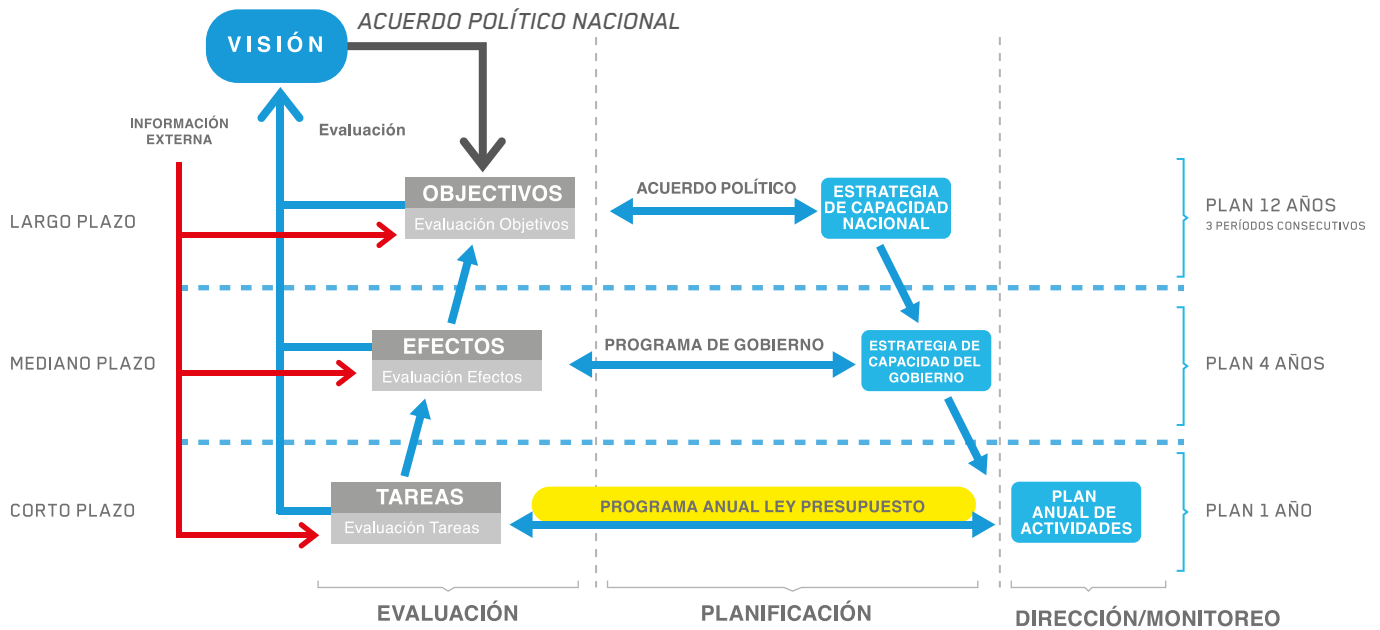 ACUERDO POLÍTICO NACIONAL
VISIÓN
INFORMACIÓN
EXTERNA
Evaluación
LARGO PLAZO
OBJECTIVOS
Evaluación Objetivos
ACUERDO POLÍTICO
ESTRATEGIA
DE CAPACIDAD
NACIONAL
PLAN 12 AÑOS
3 PERÍODOS CONSECUTIVOS
MEDIANO PLAZO
EFECTOS
Evaluación Efectos
PROGRAMA DE GOBIERNO
ESTRATEGIA DE
CAPACIDAD DEL
GOBIERNO
PLAN 4 AÑOS
CORTO PLAZO
TAREAS
Evaluación Tareas
PROGRAMA ANUAL LEY PRESUPUESTO
PLAN
ANUAL DE
ACTIVIDADES
PLAN 1 AÑO
EVALUACIÓN
PLANIFICACIÓN
DIRECCIÓN/MONITOREO